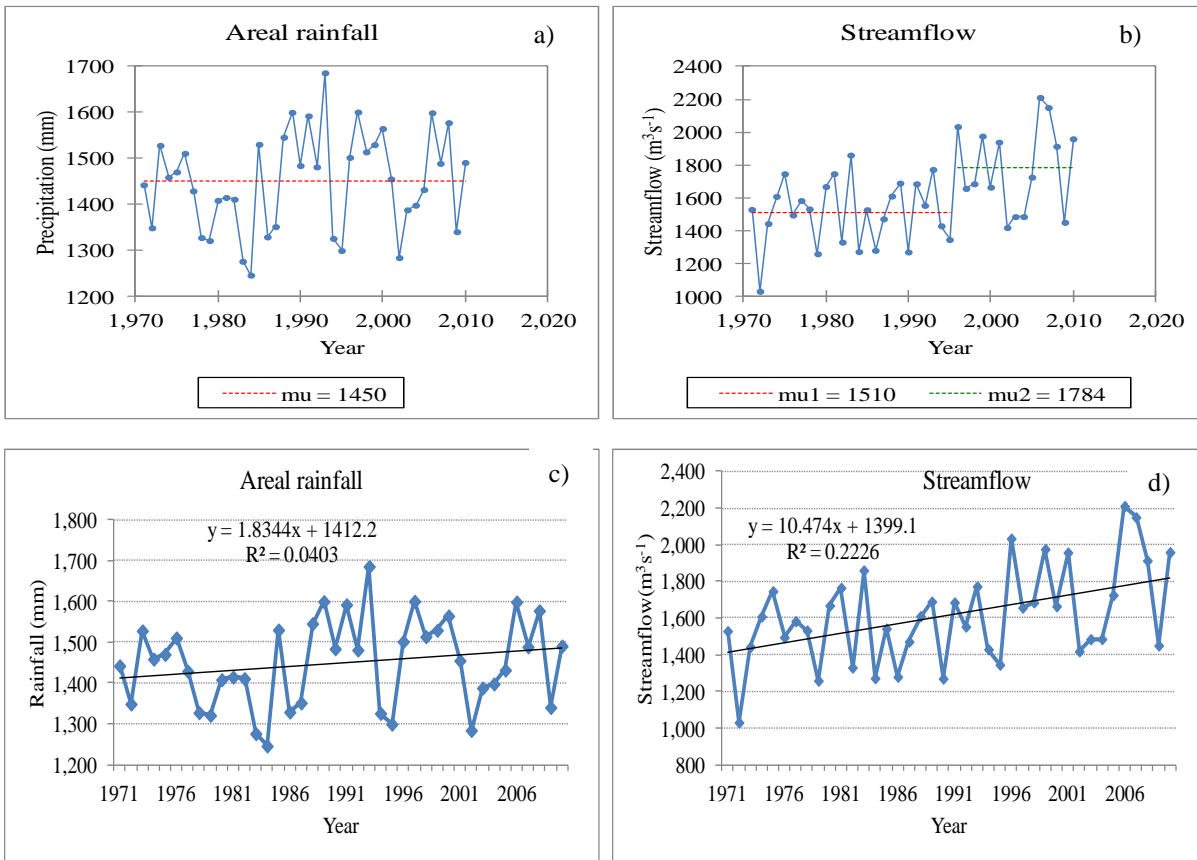 Areal rainfall
a)
Precipitation (mm)
1700
1600
1500
1400
1300
1200
1,970
1,980
1,990
2,000
2,010
2,020
Year
mu = 1450
Streamflow
b)
Streamflow (m³s⁻¹)
2400
2200
2000
1800
1600
1400
1200
1000
1,970
1,980
1,990
2,000
2,010
2,020
Year
mu1 = 1510
mu2 = 1784
Areal rainfall
c)
y = 1.8344x + 1412.2
R² = 0.0403
Rainfall (mm)
1,800
1,700
1,600
1,500
1,400
1,300
1,200
1971
1976
1981
1986
1991
1996
2001
2006
Year
Streamflow
d)
y = 10.474x + 1399.1
R² = 0.2226
Streamflow(m³s⁻¹)
2,400
2,200
2,000
1,800
1,600
1,400
1,200
1,000
800
1971
1976
1981
1986
1991
1996
2001
2006
Year